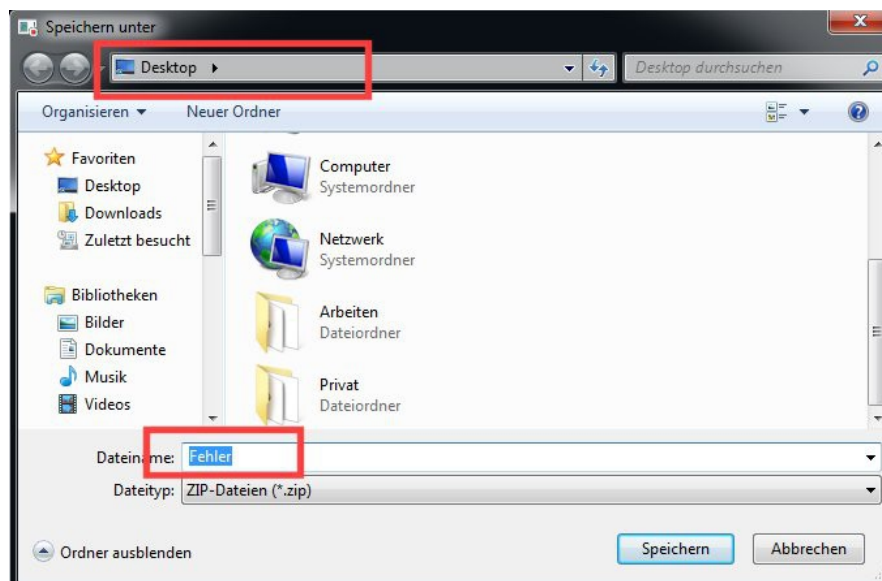 Speichern unter
Desktop
Desktop durchsuchen
Organisieren
Neuer Ordner
Favoriten
Desktop
Downloads
Zuletzt besucht
Bibliotheken
Bilder
Dokumente
Musik
Videos
Computer
Systemordner
Netzwerk
Systemordner
Arbeiten
Dateiordner
Privat
Dateiordner
Dateiname: Fehler
Dateityp: ZIP-Dateien (*.zip)
Ordner ausblenden
Speichern
Abbrechen